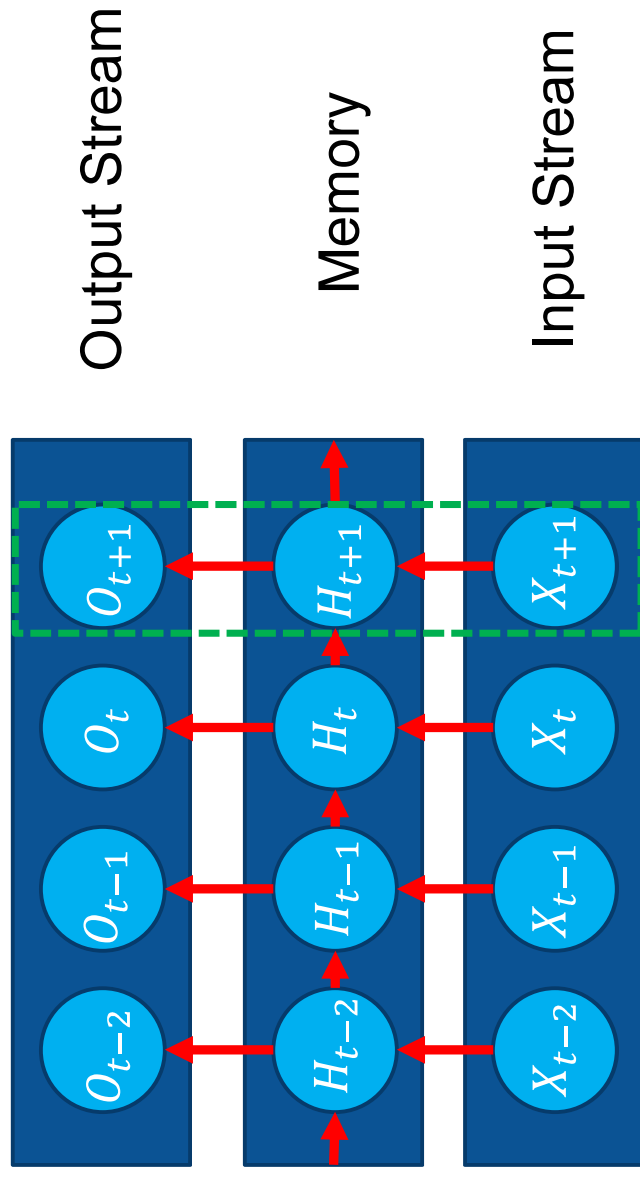 Output Stream
O_{t−2} O_{t−1} O_t O_{t+1}
Memory
H_{t−2} H_{t−1} H_t H_{t+1}
Input Stream
X_{t−2} X_{t−1} X_t X_{t+1}